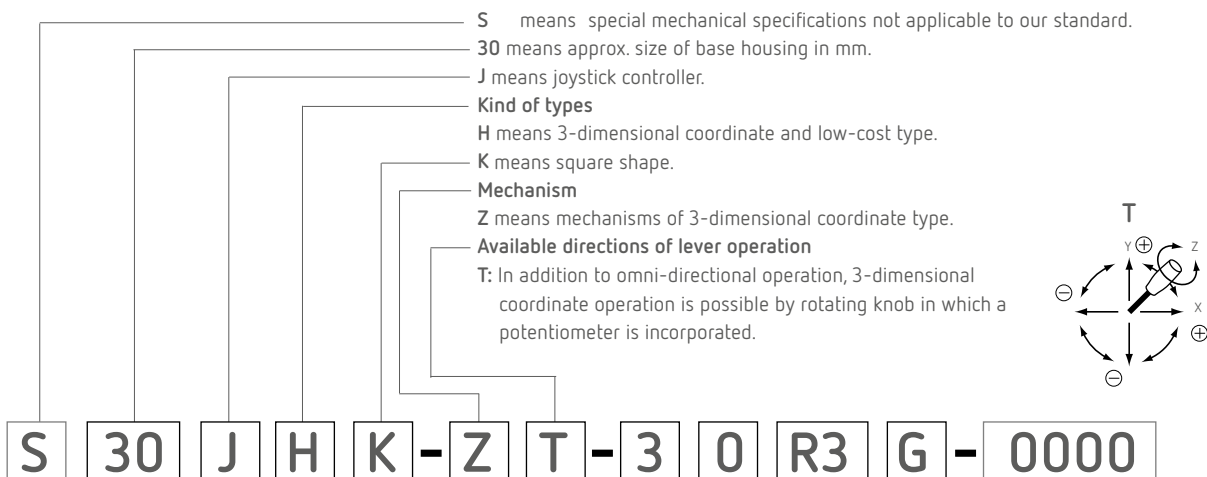 S means special mechanical specifications not applicable to our standard.
30 means approx. size of base housing in mm.
J means joystick controller.
Kind of types
H means 3-dimensional coordinate and low-cost type.
K means square shape.
Mechanism
Z means mechanisms of 3-dimensional coordinate type.
Available directions of lever operation
T: In addition to omni-directional operation, 3-dimensional
coordinate operation is possible by rotating knob in which a
potentiometer is incorporated.
T
Y ⊕ Z
⊖
X
⊕
⊖
S 30 J H K - Z T - 3 0 R3 G - 0000